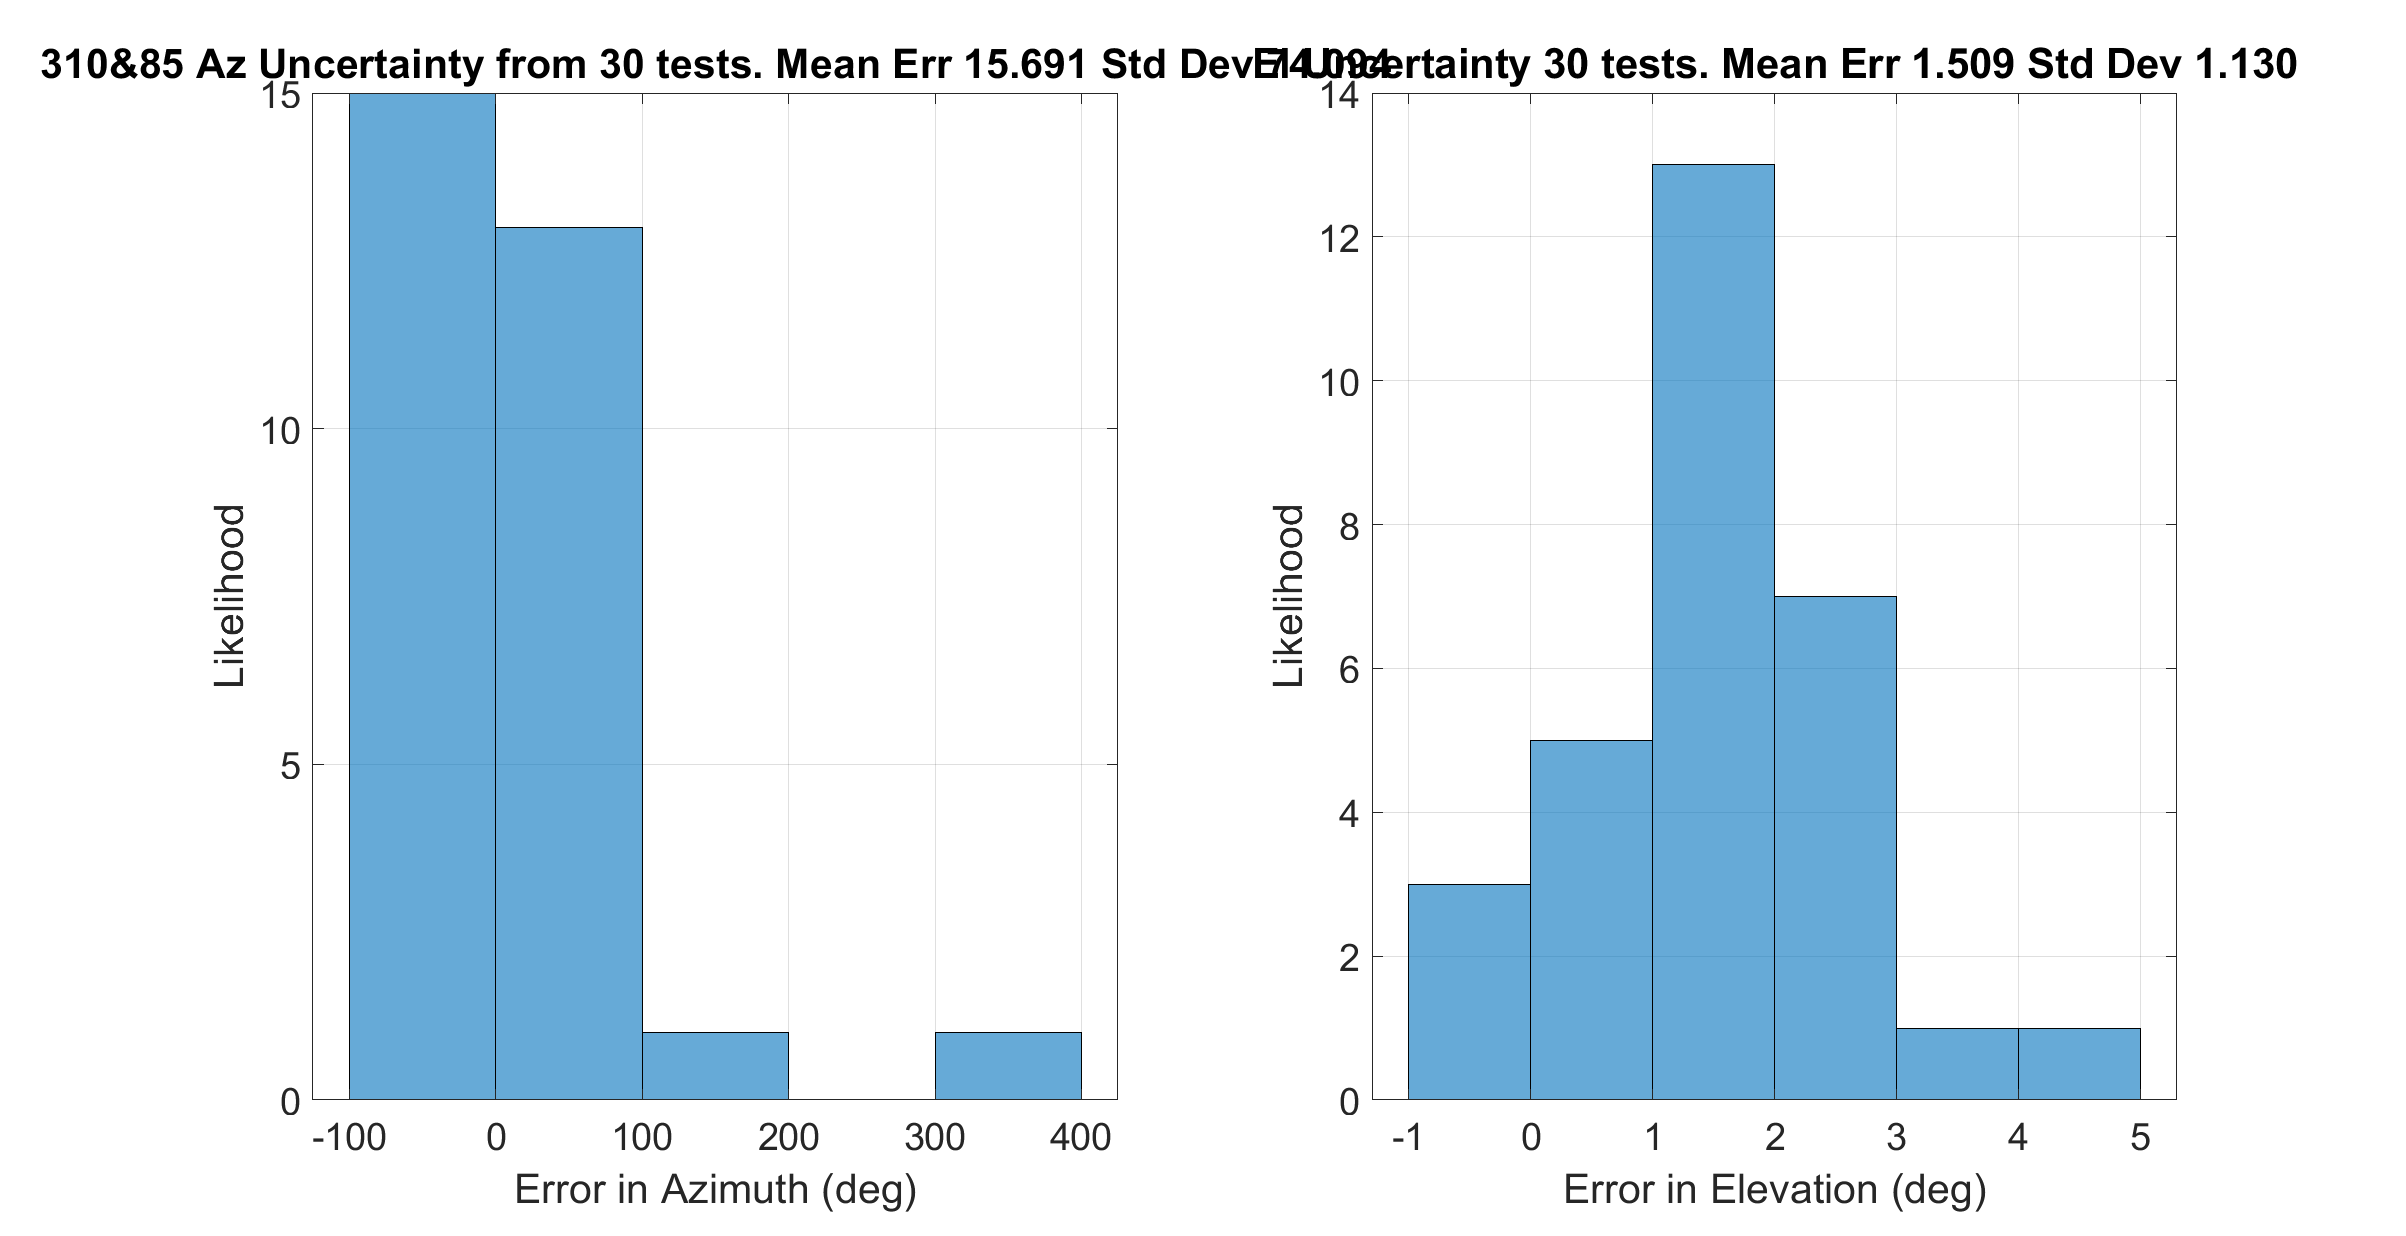 310&85 Az Uncertainty from 30 tests. Mean Err 15.691 Std Dev 74.094
El Uncertainty 30 tests. Mean Err 1.509 Std Dev 1.130
15
10
5
0
Likelihood
-100 0 100 200 300 400
Error in Azimuth (deg)
14
12
10
8
6
4
2
0
Likelihood
-1 0 1 2 3 4 5
Error in Elevation (deg)